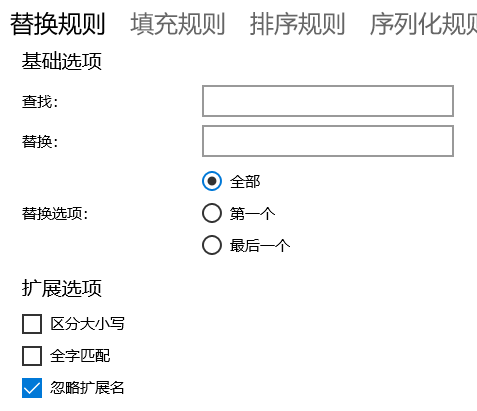 替换规则 填充规则 排序规则 序列化规
基础选项
查找:
替换:
全部
替换选项: 第一个
最后一个
扩展选项
区分大小写
全字匹配
忽略扩展名